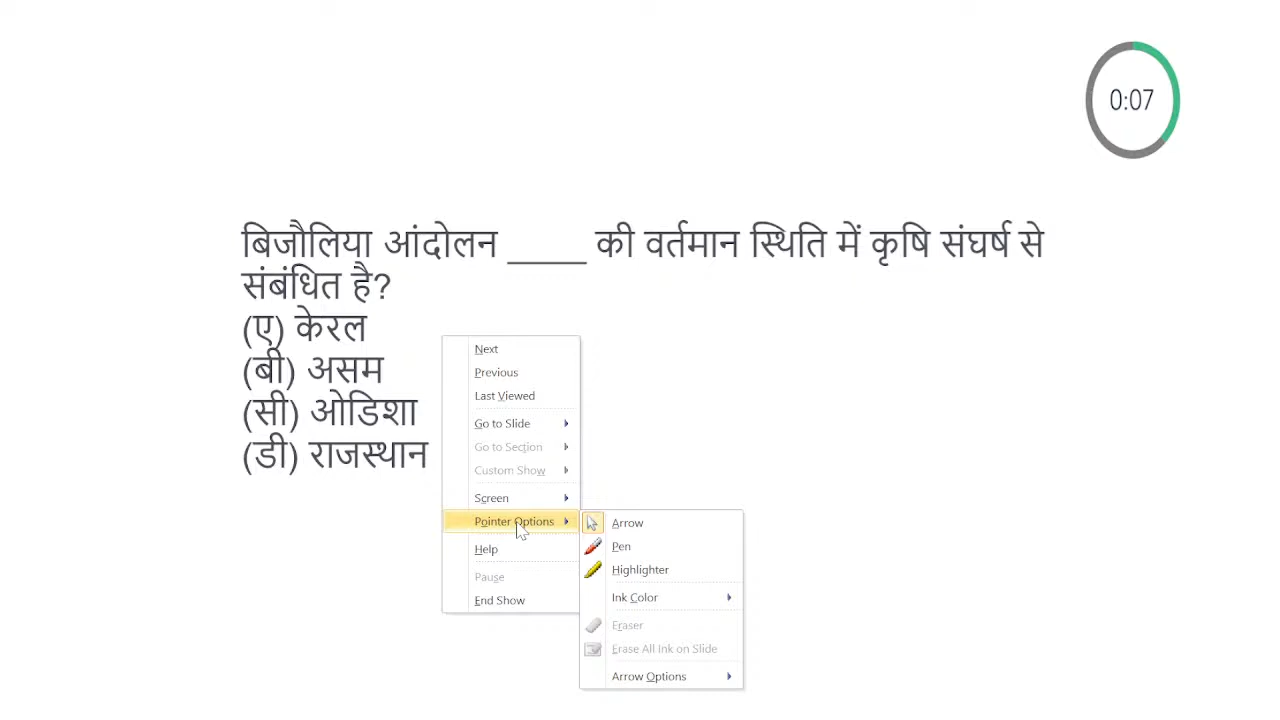 0:07
बिजौलिया आंदोलन _____ की वर्तमान स्थिति में कृषि संघर्ष से
संबंधित है?
(ए) केरल
(बी) असम
(सी) ओडिशा
(डी) राजस्थान
Next
Previous
Last Viewed
Go to Slide
Go to Section
Custom Show
Screen
Pointer Options
Help
Pause
End Show
Arrow
Pen
Highlighter
Ink Color
Eraser
Erase All Ink on Slide
Arrow Options